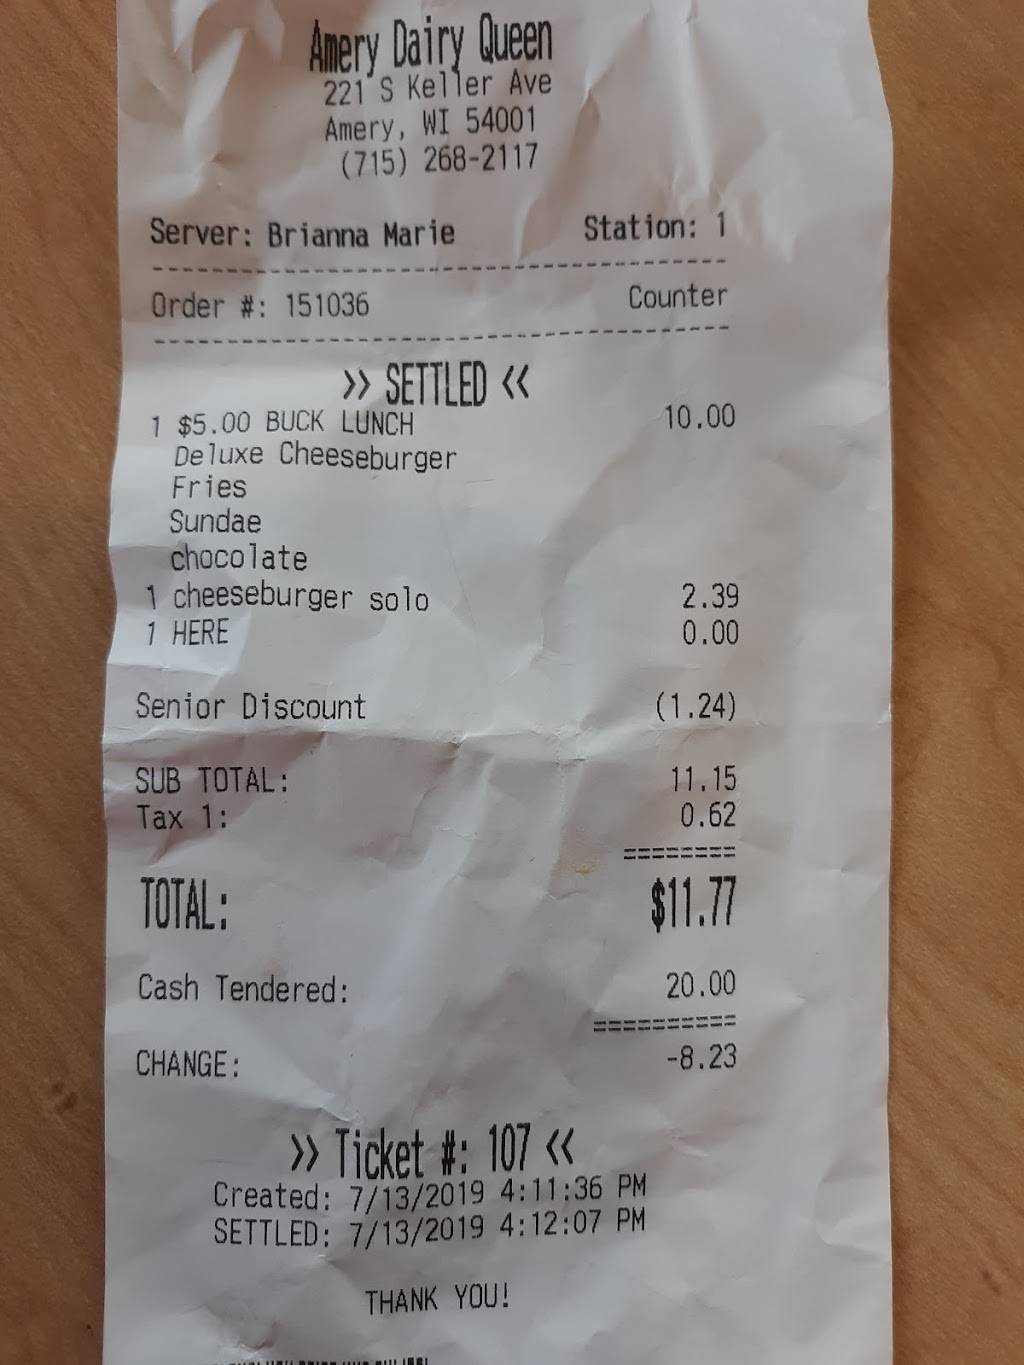 Amery Dairy Queen
221 S Keller Ave
Amery, WI 54001
(715) 268-2117
Server: Brianna Marie Station: 1
Order #: 151036 Counter
>> SETTLED <<
1 $5.00 BUCK LUNCH 10.00
Deluxe Cheeseburger
Fries
Sundae
chocolate
1 cheeseburger solo 2.39
1 HERE 0.00
Senior Discount (1.24)
SUB TOTAL: 11.15
Tax 1: 0.62
========
TOTAL: $11.77
Cash Tendered: 20.00
==========
CHANGE: -8.23
>> Ticket #: 107 <<
Created: 7/13/2019 4:11:36 PM
SETTLED: 7/13/2019 4:12:07 PM
THANK YOU!